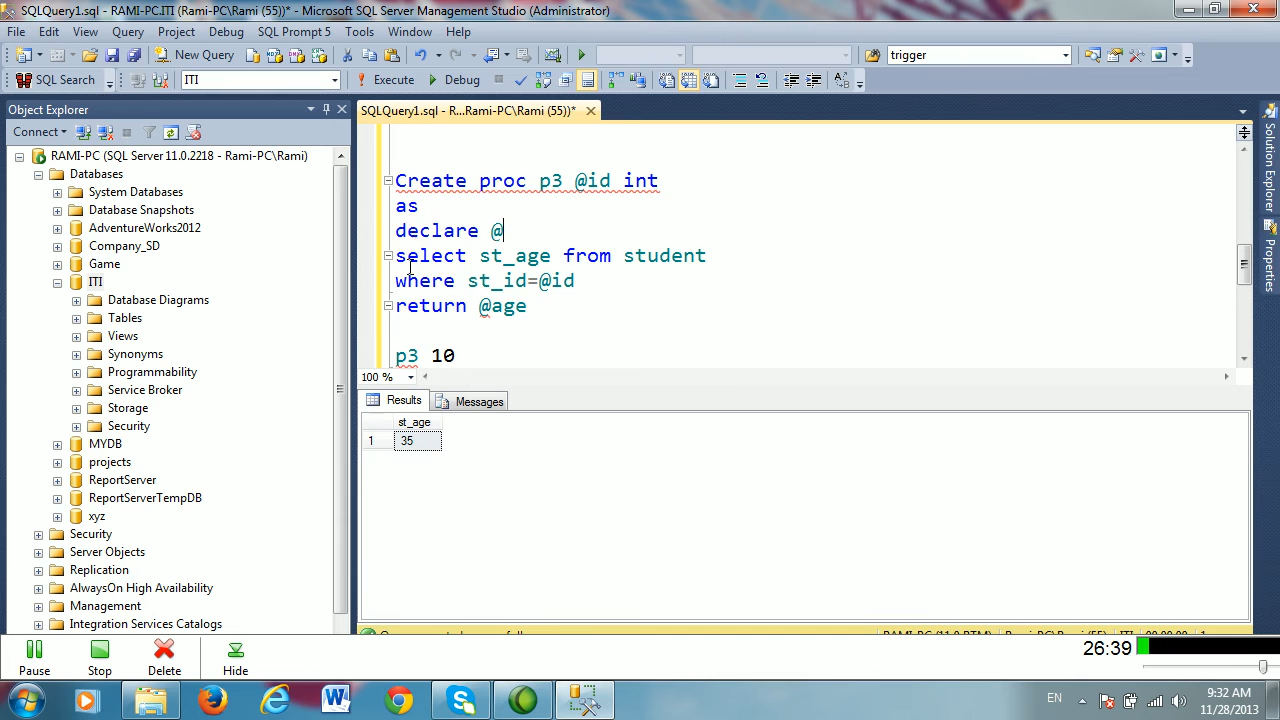 SQLQuery1.sql - RAMI-PC.ITI (Rami-PC\Rami (55))* - Microsoft SQL Server Management Studio (Administrator)
File Edit View Query Project Debug SQL Prompt 5 Tools Window Help
New Query trigger
SQL Search ITI Execute Debug
Object Explorer
SQLQuery1.sql - R...Rami-PC\Rami (55))*
Connect
RAMI-PC (SQL Server 11.0.2218 - Rami-PC\Rami)
Databases
System Databases
Database Snapshots
AdventureWorks2012
Company_SD
Game
ITI
Database Diagrams
Tables
Views
Synonyms
Programmability
Service Broker
Storage
Security
MYDB
projects
ReportServer
ReportServerTempDB
xyz
Security
Server Objects
Replication
AlwaysOn High Availability
Management
Integration Services Catalogs
Create proc p3 @id int
as
declare @
select st_age from student
where st_id=@id
return @age
p3 10
100 %
Results Messages
st_age
1 35
Solution Explorer
Properties
Pause Stop Delete Hide
26:39
EN
9:32 AM
11/28/2013